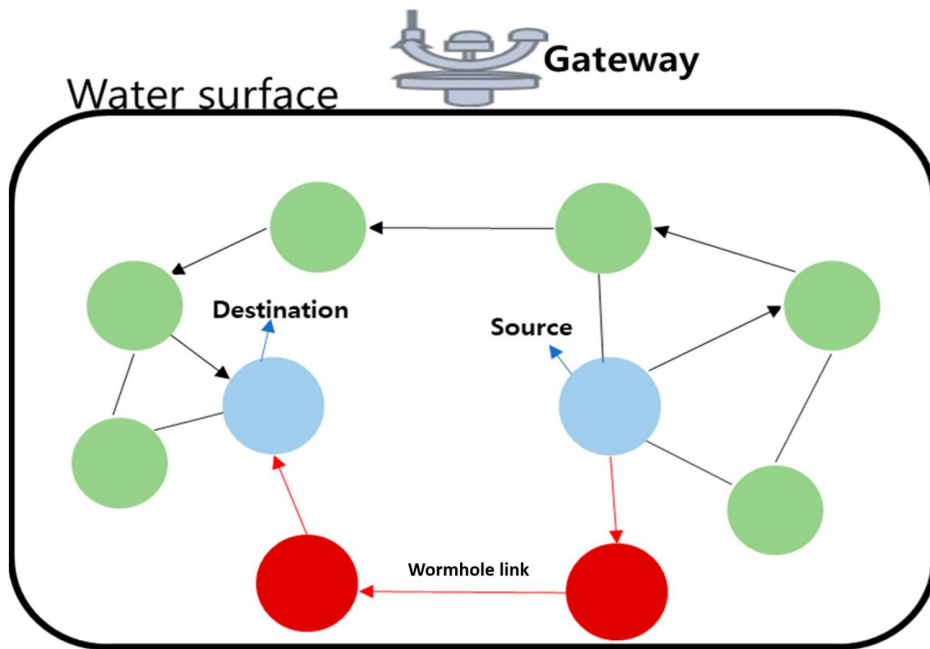 Gateway
Water surface
Destination
Source
Wormhole link